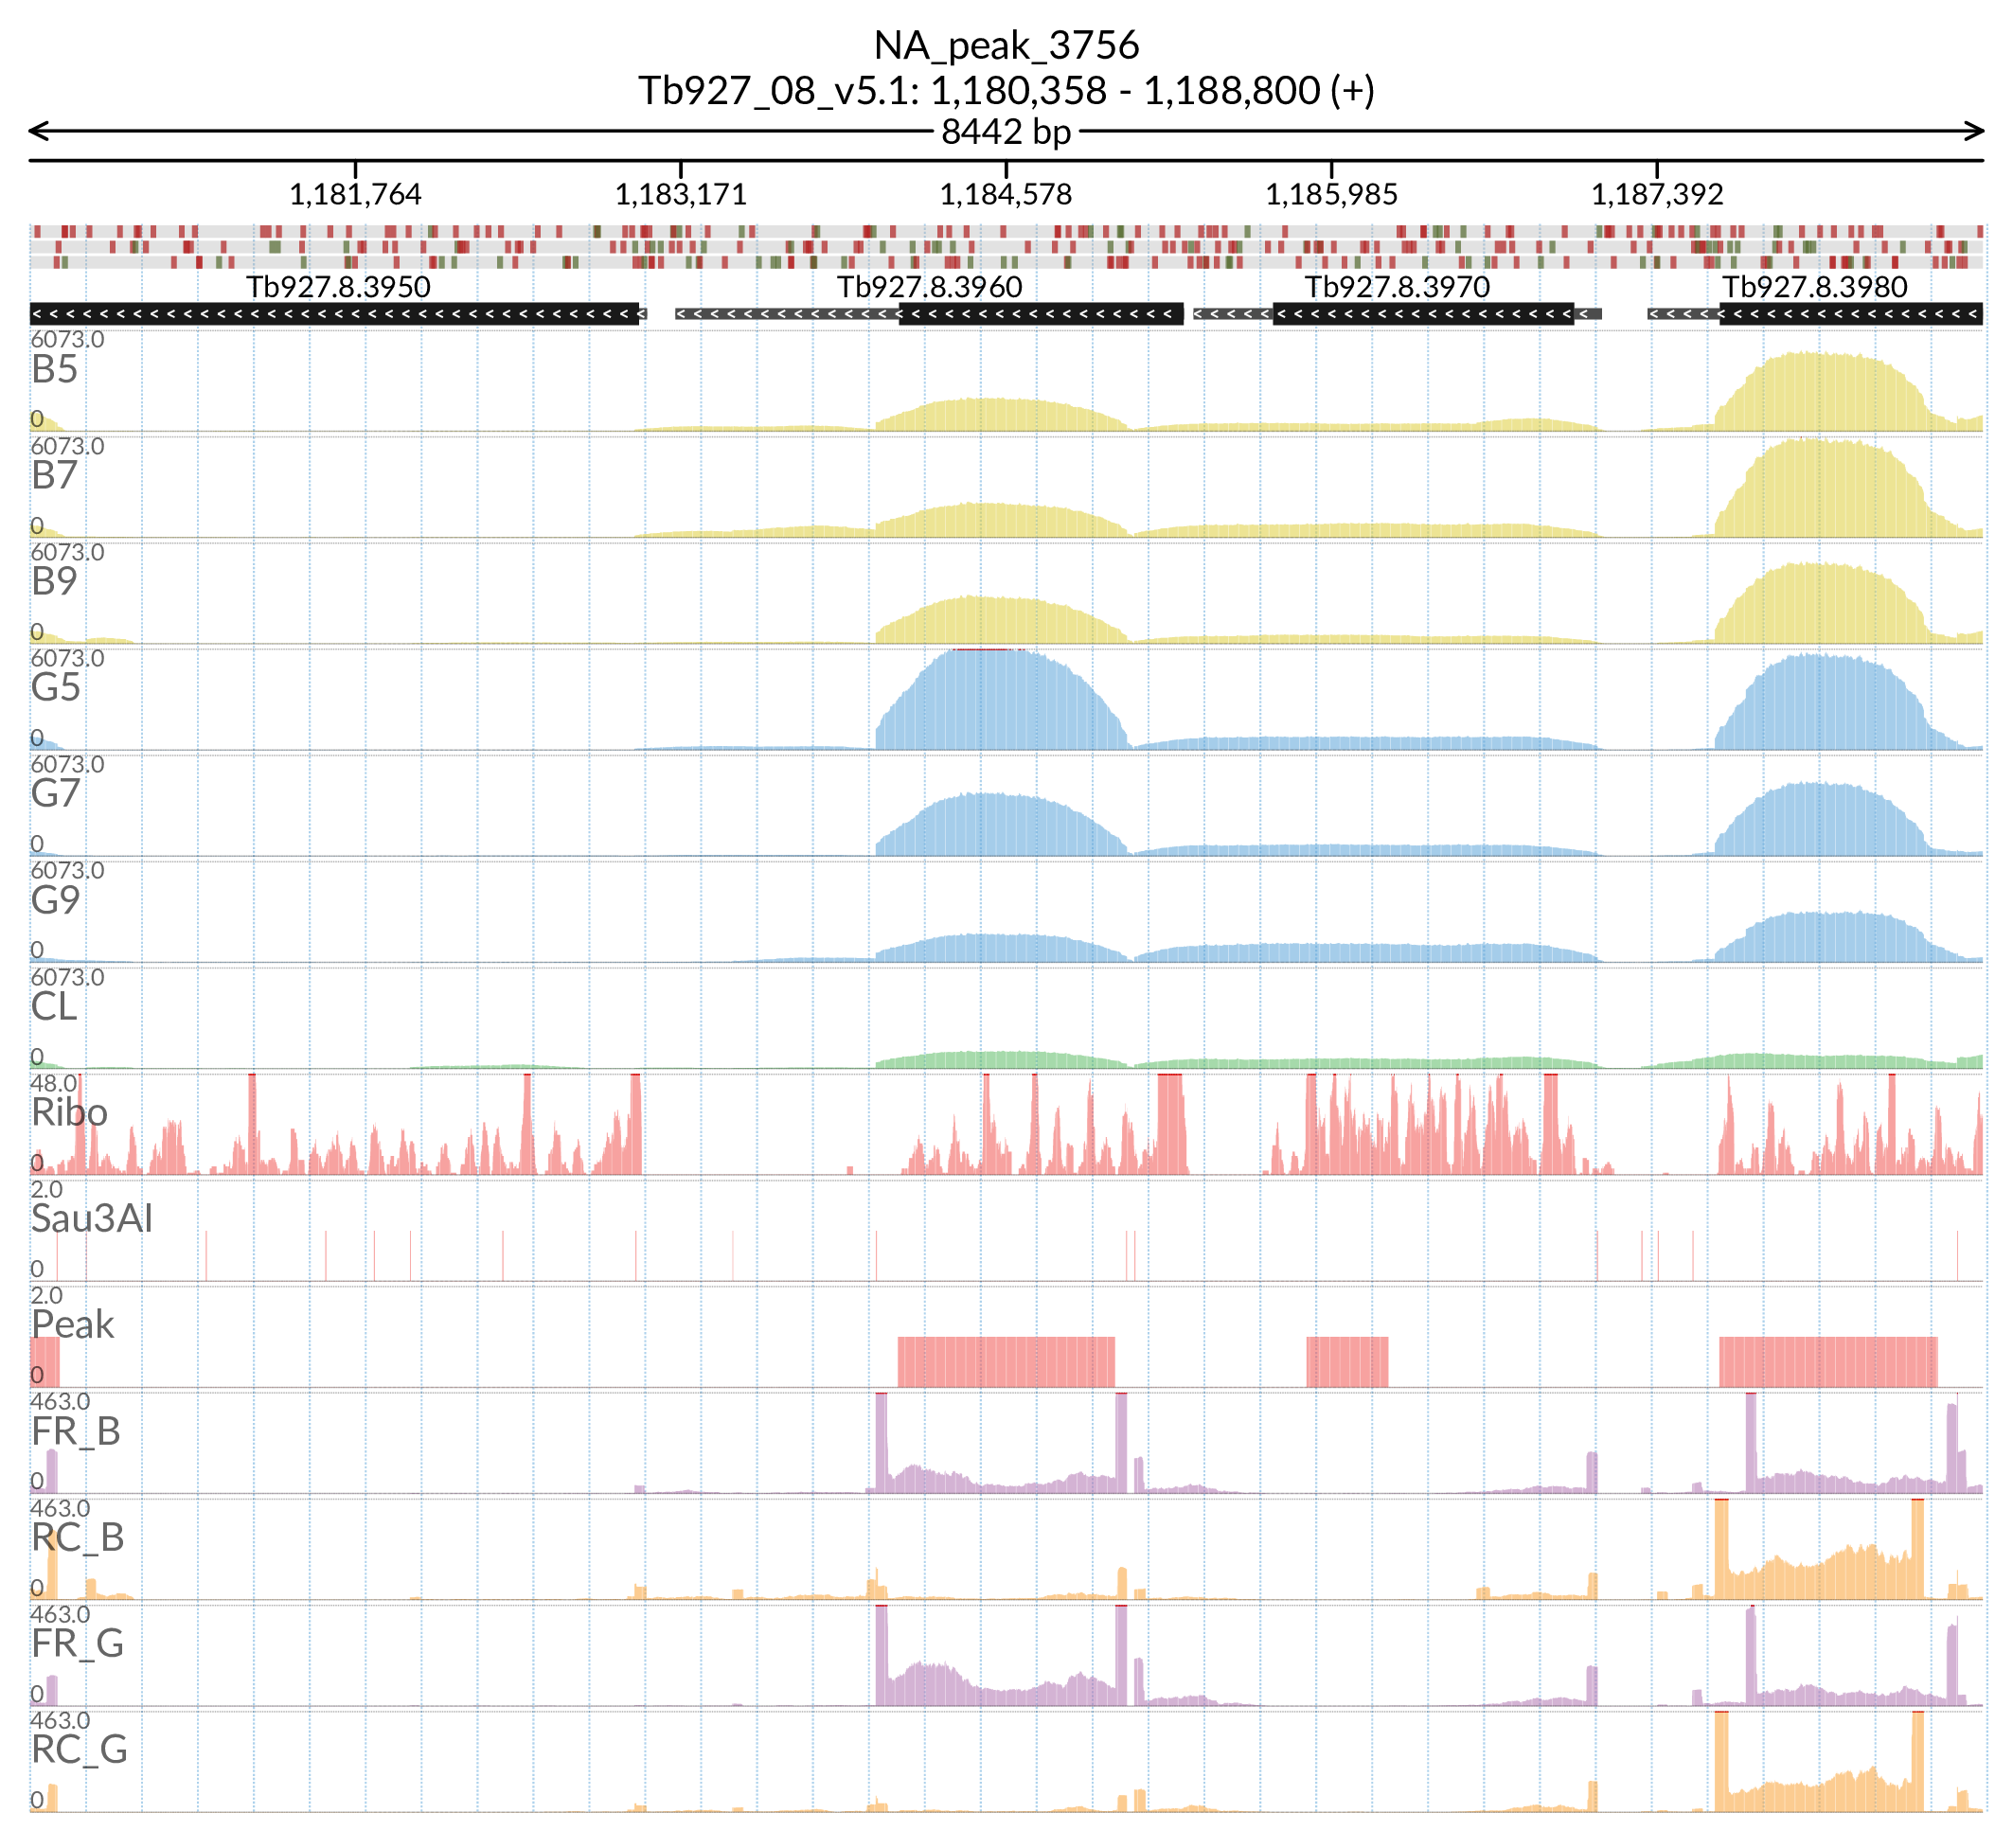 NA_peak_3756
Tb927_08_v5.1: 1,180,358 - 1,188,800 (+)
8442 bp
1,181,764 1,183,171 1,184,578 1,185,985 1,187,392
Tb927.8.3950 Tb927.8.3960 Tb927.8.3970 Tb927.8.3980
6073.0
B5
0
6073.0
B7
0
6073.0
B9
0
6073.0
G5
0
6073.0
G7
0
6073.0
G9
0
6073.0
CL
0
48.0
Ribo
0
2.0
Sau3AI
0
2.0
Peak
0
463.0
FR_B
0
463.0
RC_B
0
463.0
FR_G
0
463.0
RC_G
0